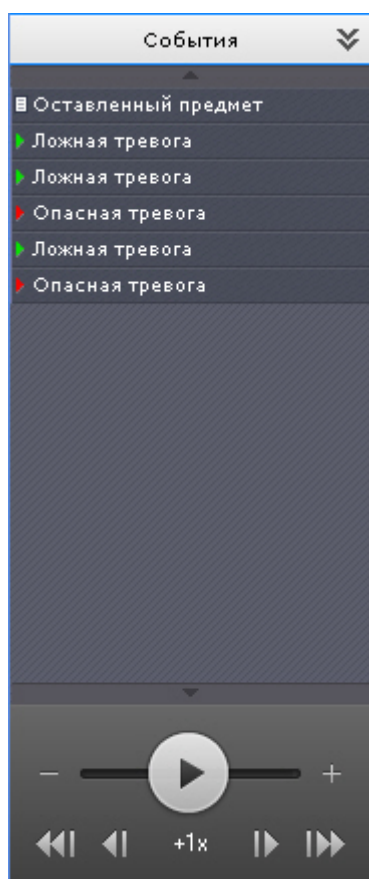 События
Оставленный предмет
Ложная тревога
Ложная тревога
Опасная тревога
Ложная тревога
Опасная тревога
− +
+1x